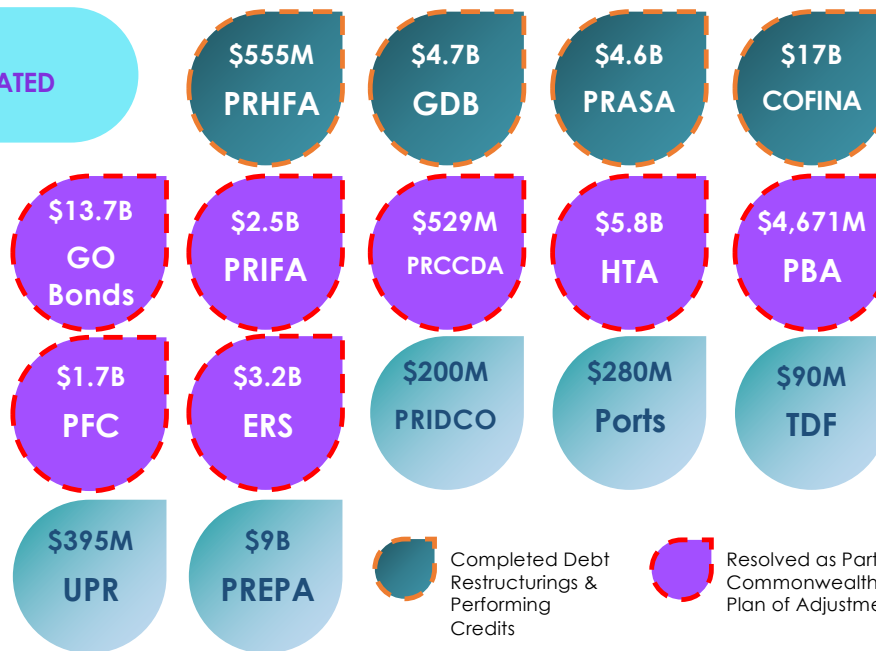 $555M
PRHFA
$4.7B
GDB
$4.6B
PRASA
$17B
COFINA
$13.7B
GO
Bonds
$2.5B
PRIFA
$529M
PRCCDA
$5.8B
HTA
$4,671M
PBA
$1.7B
PFC
$3.2B
ERS
$200M
PRIDCO
$280M
Ports
$90M
TDF
$395M
UPR
$9B
PREPA
Completed Debt
Restructurings &
Performing
Credits
Resolved as Part
Commonwealth
Plan of